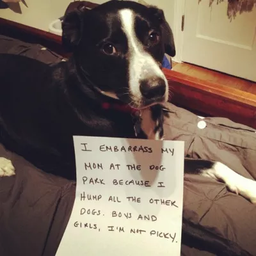 I EMBARRASS MY
MOM AT THE DOG
PARK BECAUSE I
HUMP ALL THE OTHER
DOGS. BOYS AND
GIRLS, I'M NOT PICKY.